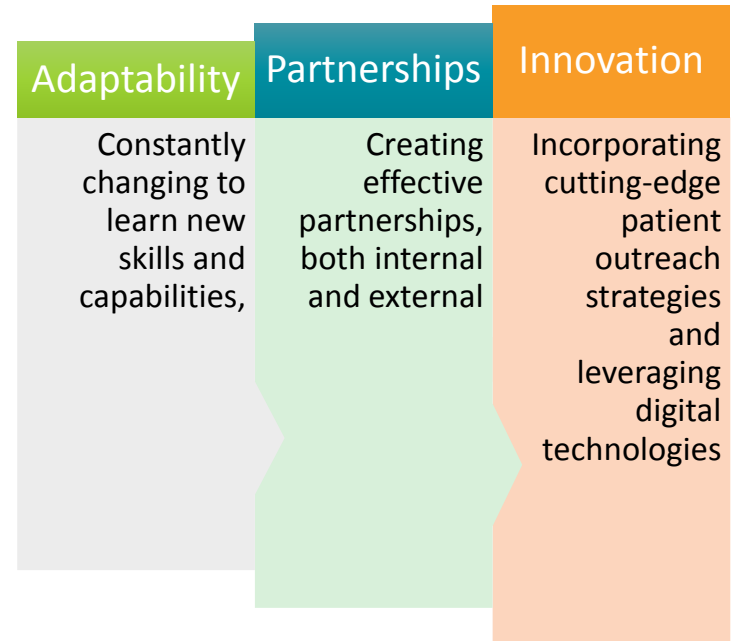 Adaptability
Constantly
changing to
learn new
skills and
capabilities,
Partnerships
Creating
effective
partnerships,
both internal
and external
Innovation
Incorporating
cutting-edge
patient
outreach
strategies
and
leveraging
digital
technologies